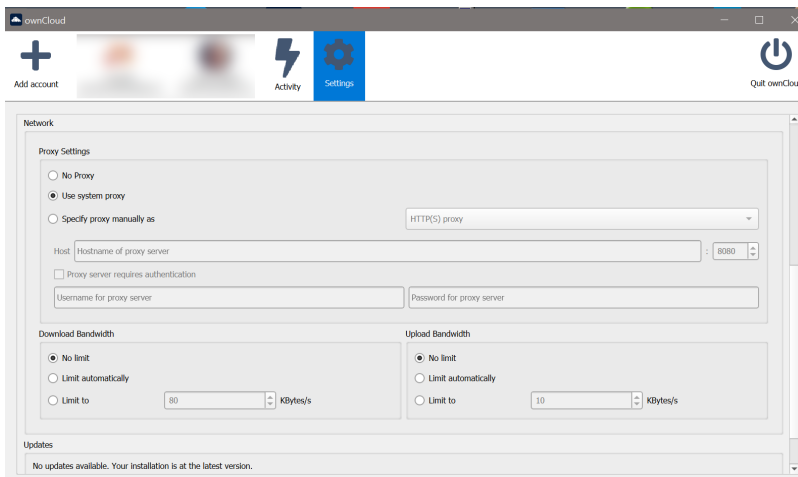 ownCloud
Add account
Activity
Settings
Quit ownClou
Network
Proxy Settings
No Proxy
Use system proxy
Specify proxy manually as
HTTP(S) proxy
Host Hostname of proxy server : 8080
Proxy server requires authentication
Username for proxy server
Password for proxy server
Download Bandwidth
No limit
Limit automatically
Limit to 80 KBytes/s
Upload Bandwidth
No limit
Limit automatically
Limit to 10 KBytes/s
Updates
No updates available. Your installation is at the latest version.